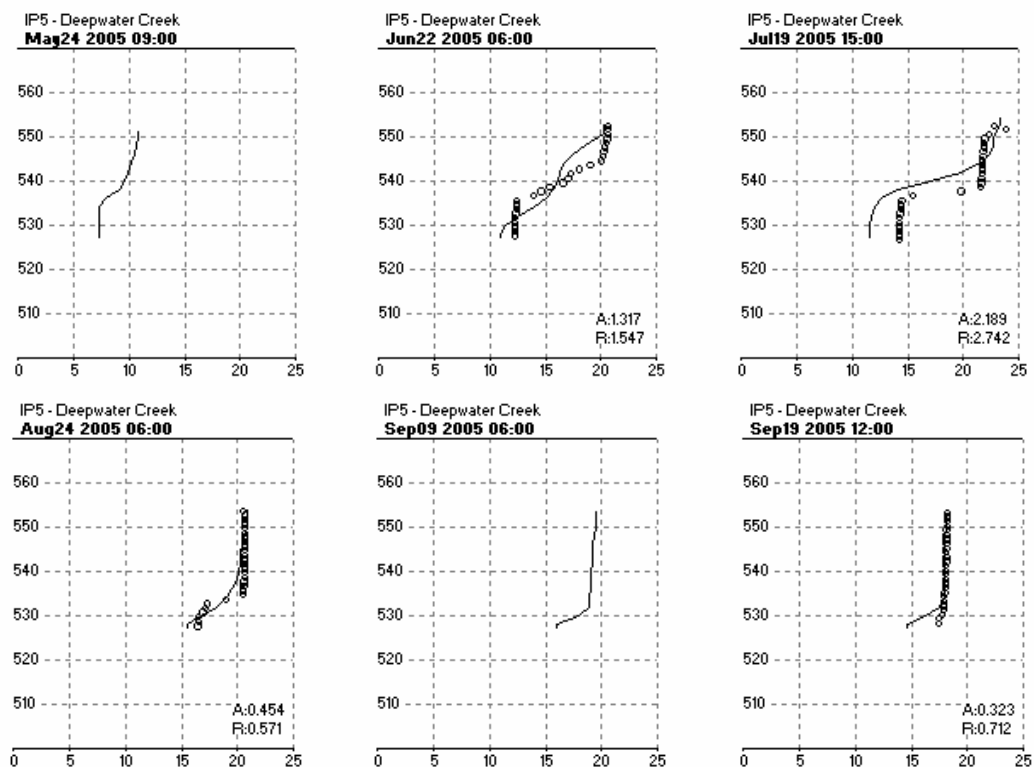 IP5 - Deepwater Creek
May24 2005 09:00
560
550
540
530
520
510
0 5 10 15 20 25
IP5 - Deepwater Creek
Jun22 2005 06:00
560
550
540
530
520
510
A:1.317
R:1.547
0 5 10 15 20 25
IP5 - Deepwater Creek
Jul19 2005 15:00
560
550
540
530
520
510
A:2.189
R:2.742
0 5 10 15 20 25
IP5 - Deepwater Creek
Aug24 2005 06:00
560
550
540
530
520
510
A:0.454
R:0.571
0 5 10 15 20 25
IP5 - Deepwater Creek
Sep09 2005 06:00
560
550
540
530
520
510
0 5 10 15 20 25
IP5 - Deepwater Creek
Sep19 2005 12:00
560
550
540
530
520
510
A:0.323
R:0.712
0 5 10 15 20 25